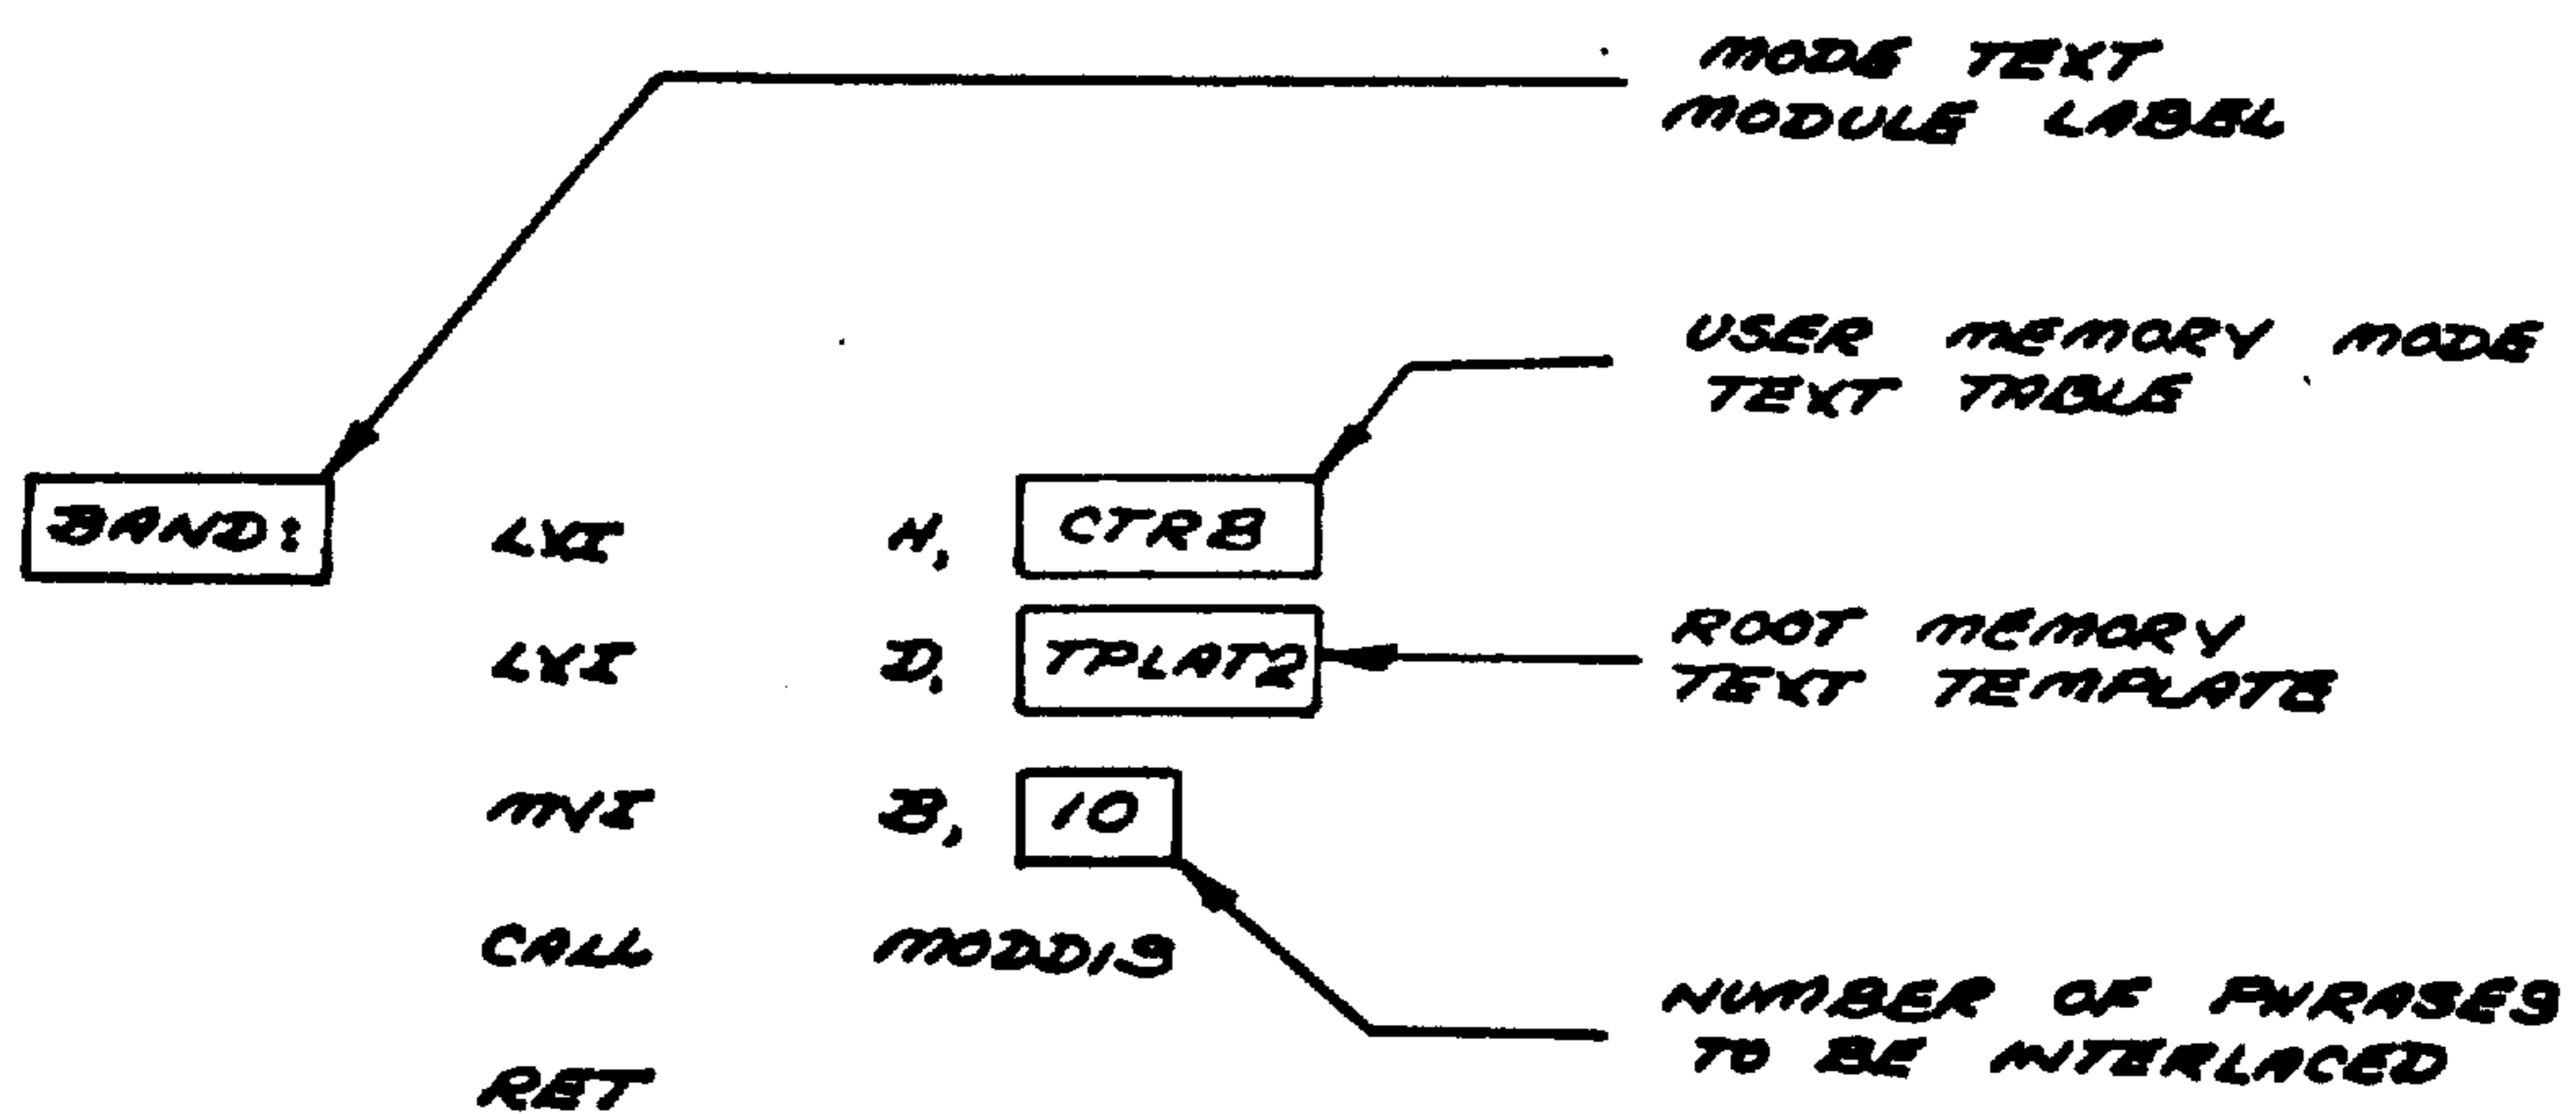 MODE TEXT
MODULE LABEL
USER MEMORY MODE
TEXT TABLE
BAND: LXI H, CTRB
LXI D, TPLAT2
ROOT MEMORY
TEXT TEMPLATE
MVI B, 10
CALL MODDIS
NUMBER OF PHRASES
TO BE INTERLACED
RET